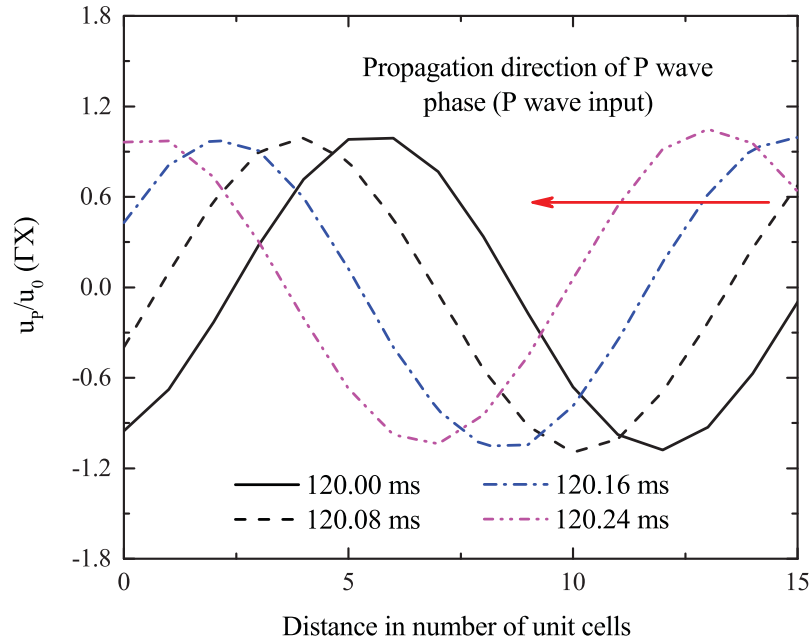 1.8
1.2
0.6
0.0
-0.6
-1.2
-1.8
u_P/u_0 (ΓX)
Propagation direction of P wave
phase (P wave input)
120.00 ms
120.08 ms
120.16 ms
120.24 ms
0
5
10
15
Distance in number of unit cells